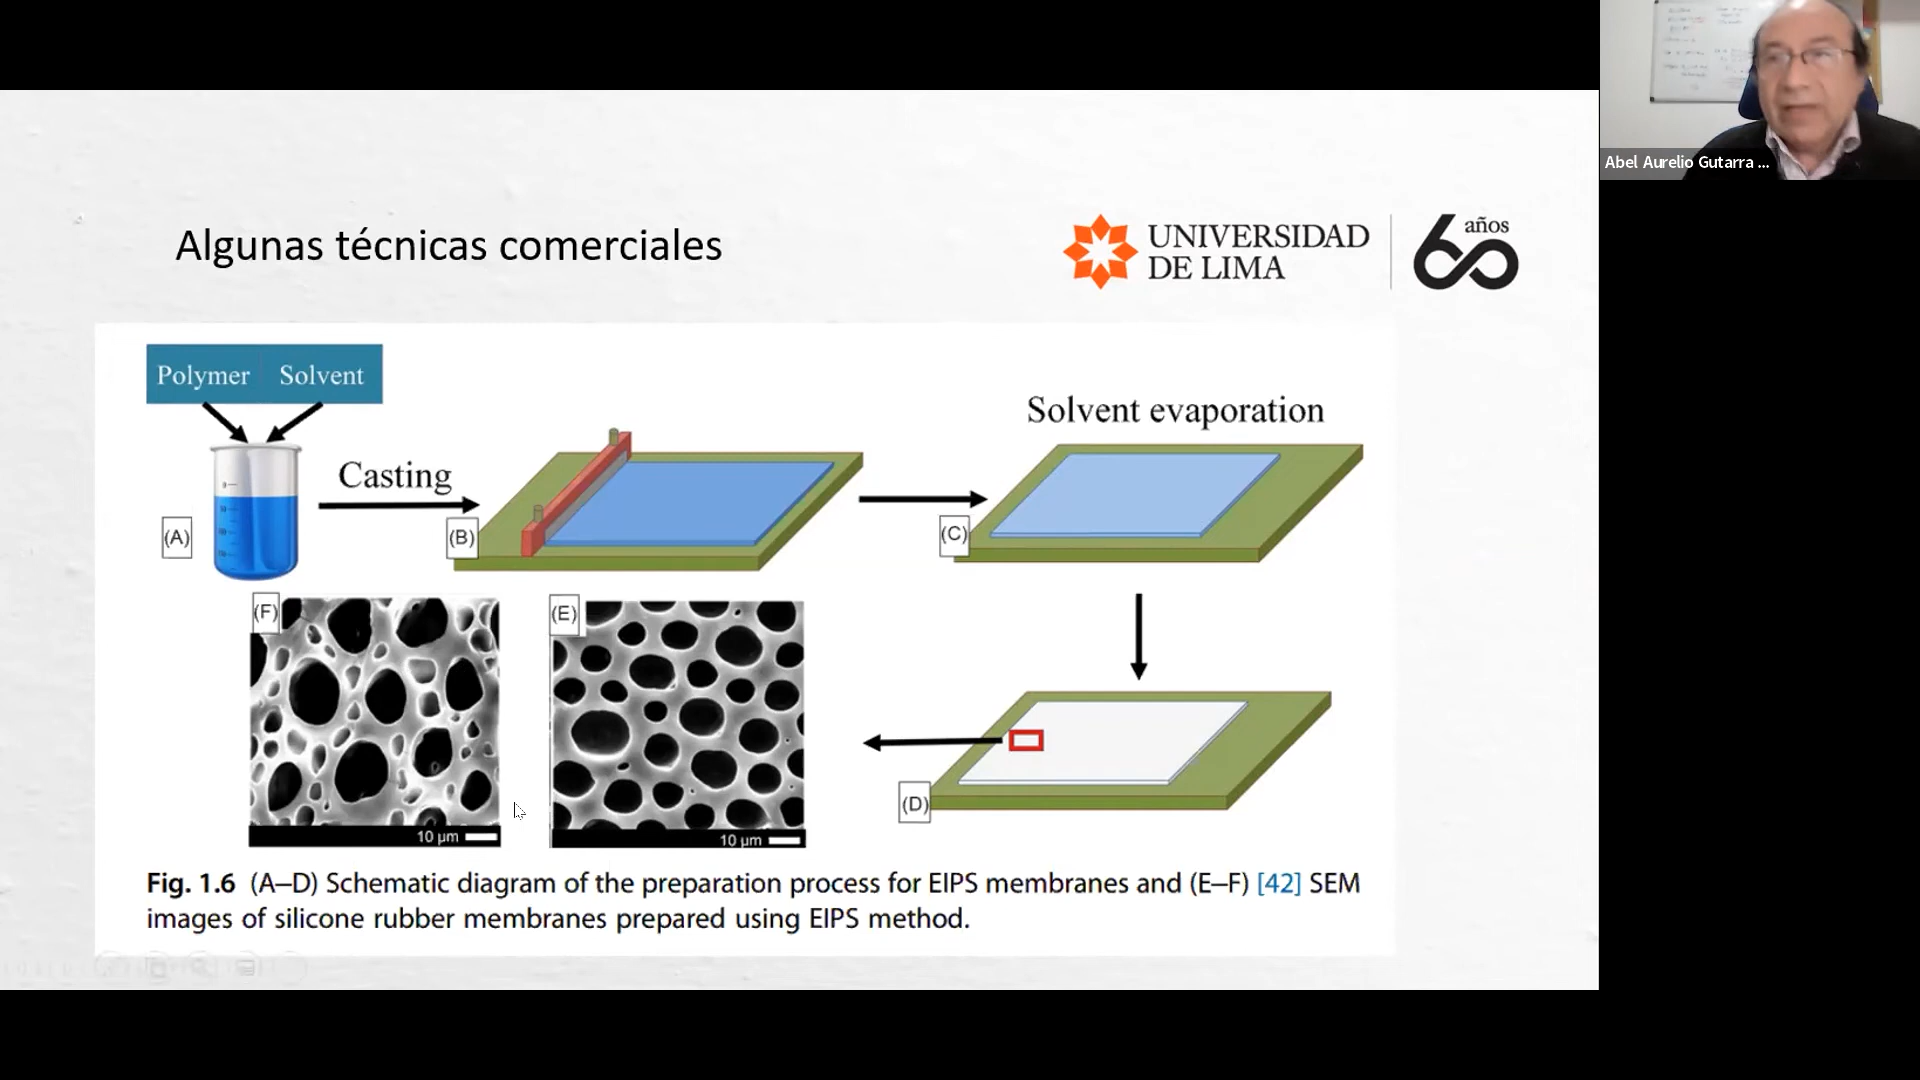 Abel Aurelio Gutarra ...
Algunas técnicas comerciales
UNIVERSIDAD
DE LIMA
60 años
Polymer Solvent
Casting
Solvent evaporation
(A)
(B)
(C)
(F)
(E)
(D)
10 µm
10 µm
Fig. 1.6 (A–D) Schematic diagram of the preparation process for EIPS membranes and (E–F) [42] SEM
images of silicone rubber membranes prepared using EIPS method.